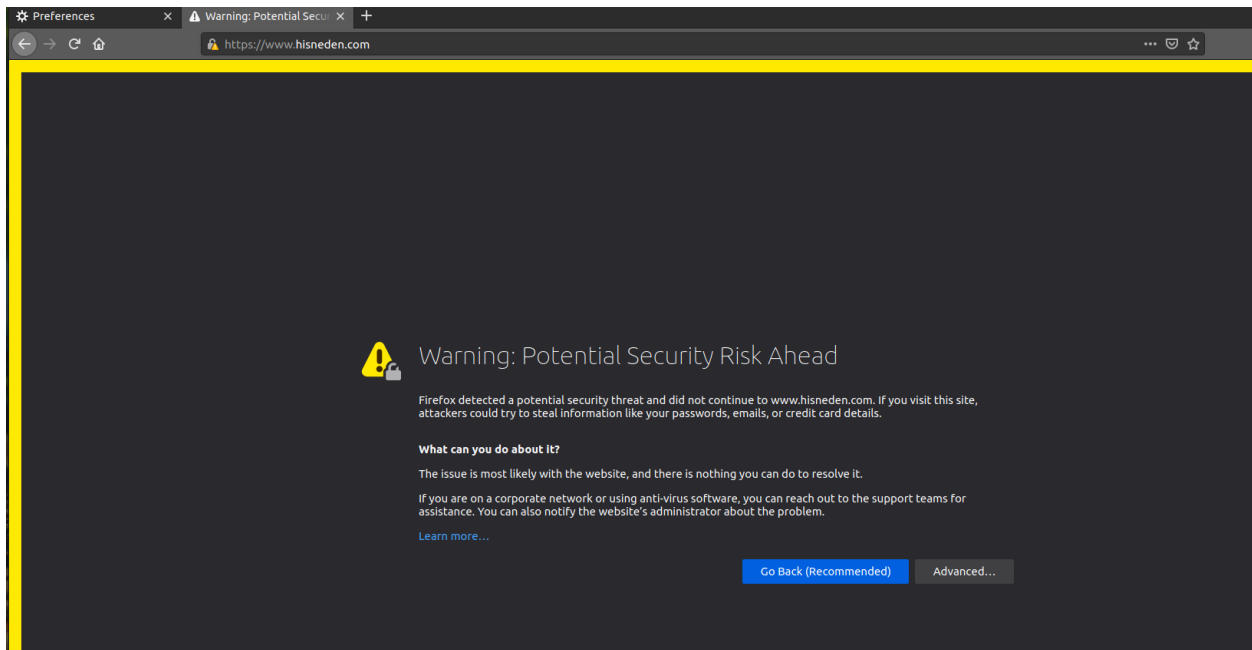 Preferences
Warning: Potential Secur
https://www.hisneden.com
Warning: Potential Security Risk Ahead
Firefox detected a potential security threat and did not continue to www.hisneden.com. If you visit this site,
attackers could try to steal information like your passwords, emails, or credit card details.
What can you do about it?
The issue is most likely with the website, and there is nothing you can do to resolve it.
If you are on a corporate network or using anti-virus software, you can reach out to the support teams for
assistance. You can also notify the website's administrator about the problem.
Learn more…
Go Back (Recommended)
Advanced…